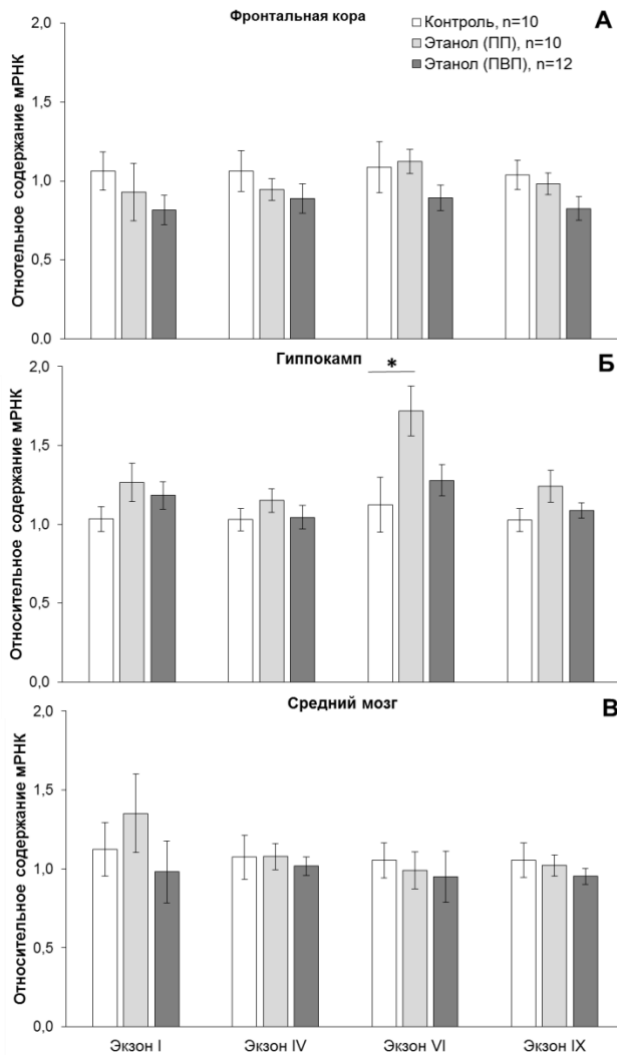 Фронтальная кора
А
Контроль, n=10
Этанол (ПП), n=10
Этанол (ПВП), n=12
Относительное содержание мРНК
2,0
1,5
1,0
0,5
0,0
Гиппокамп
Б
*
Относительное содержание мРНК
2,0
1,5
1,0
0,5
0,0
Средний мозг
В
Относительное содержание мРНК
2,0
1,5
1,0
0,5
0,0
Экзон I
Экзон IV
Экзон VI
Экзон IX